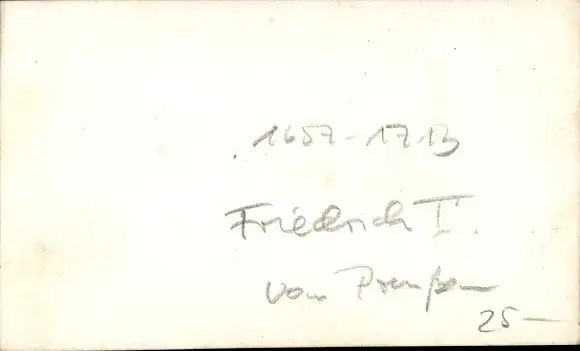 1657-1713
Friedrich I.
von Preußen
25 —